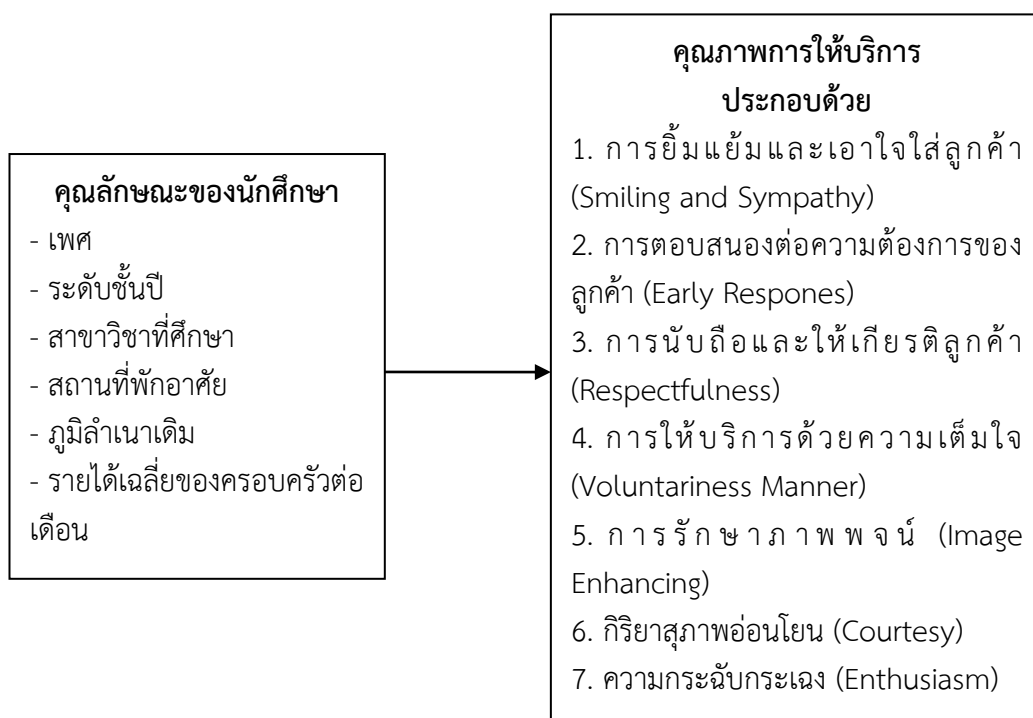 คุณลักษณะของนักศึกษา
- เพศ
- ระดับชั้นปี
- สาขาวิชาที่ศึกษา
- สถานที่พักอาศัย
- ภูมิลำเนาเดิม
- รายได้เฉลี่ยของครอบครัวต่อ
เดือน
คุณภาพการให้บริการ
ประกอบด้วย
1. การยิ้มแย้มและเอาใจใส่ลูกค้า
(Smiling and Sympathy)
2. การตอบสนองต่อความต้องการของ
ลูกค้า (Early Respones)
3. การนับถือและให้เกียรติลูกค้า
(Respectfulness)
4. การให้บริการด้วยความเต็มใจ
(Voluntariness Manner)
5. การรักษาภาพพจน์ (Image
Enhancing)
6. กิริยาสุภาพอ่อนโยน (Courtesy)
7. ความกระฉับกระเฉง (Enthusiasm)